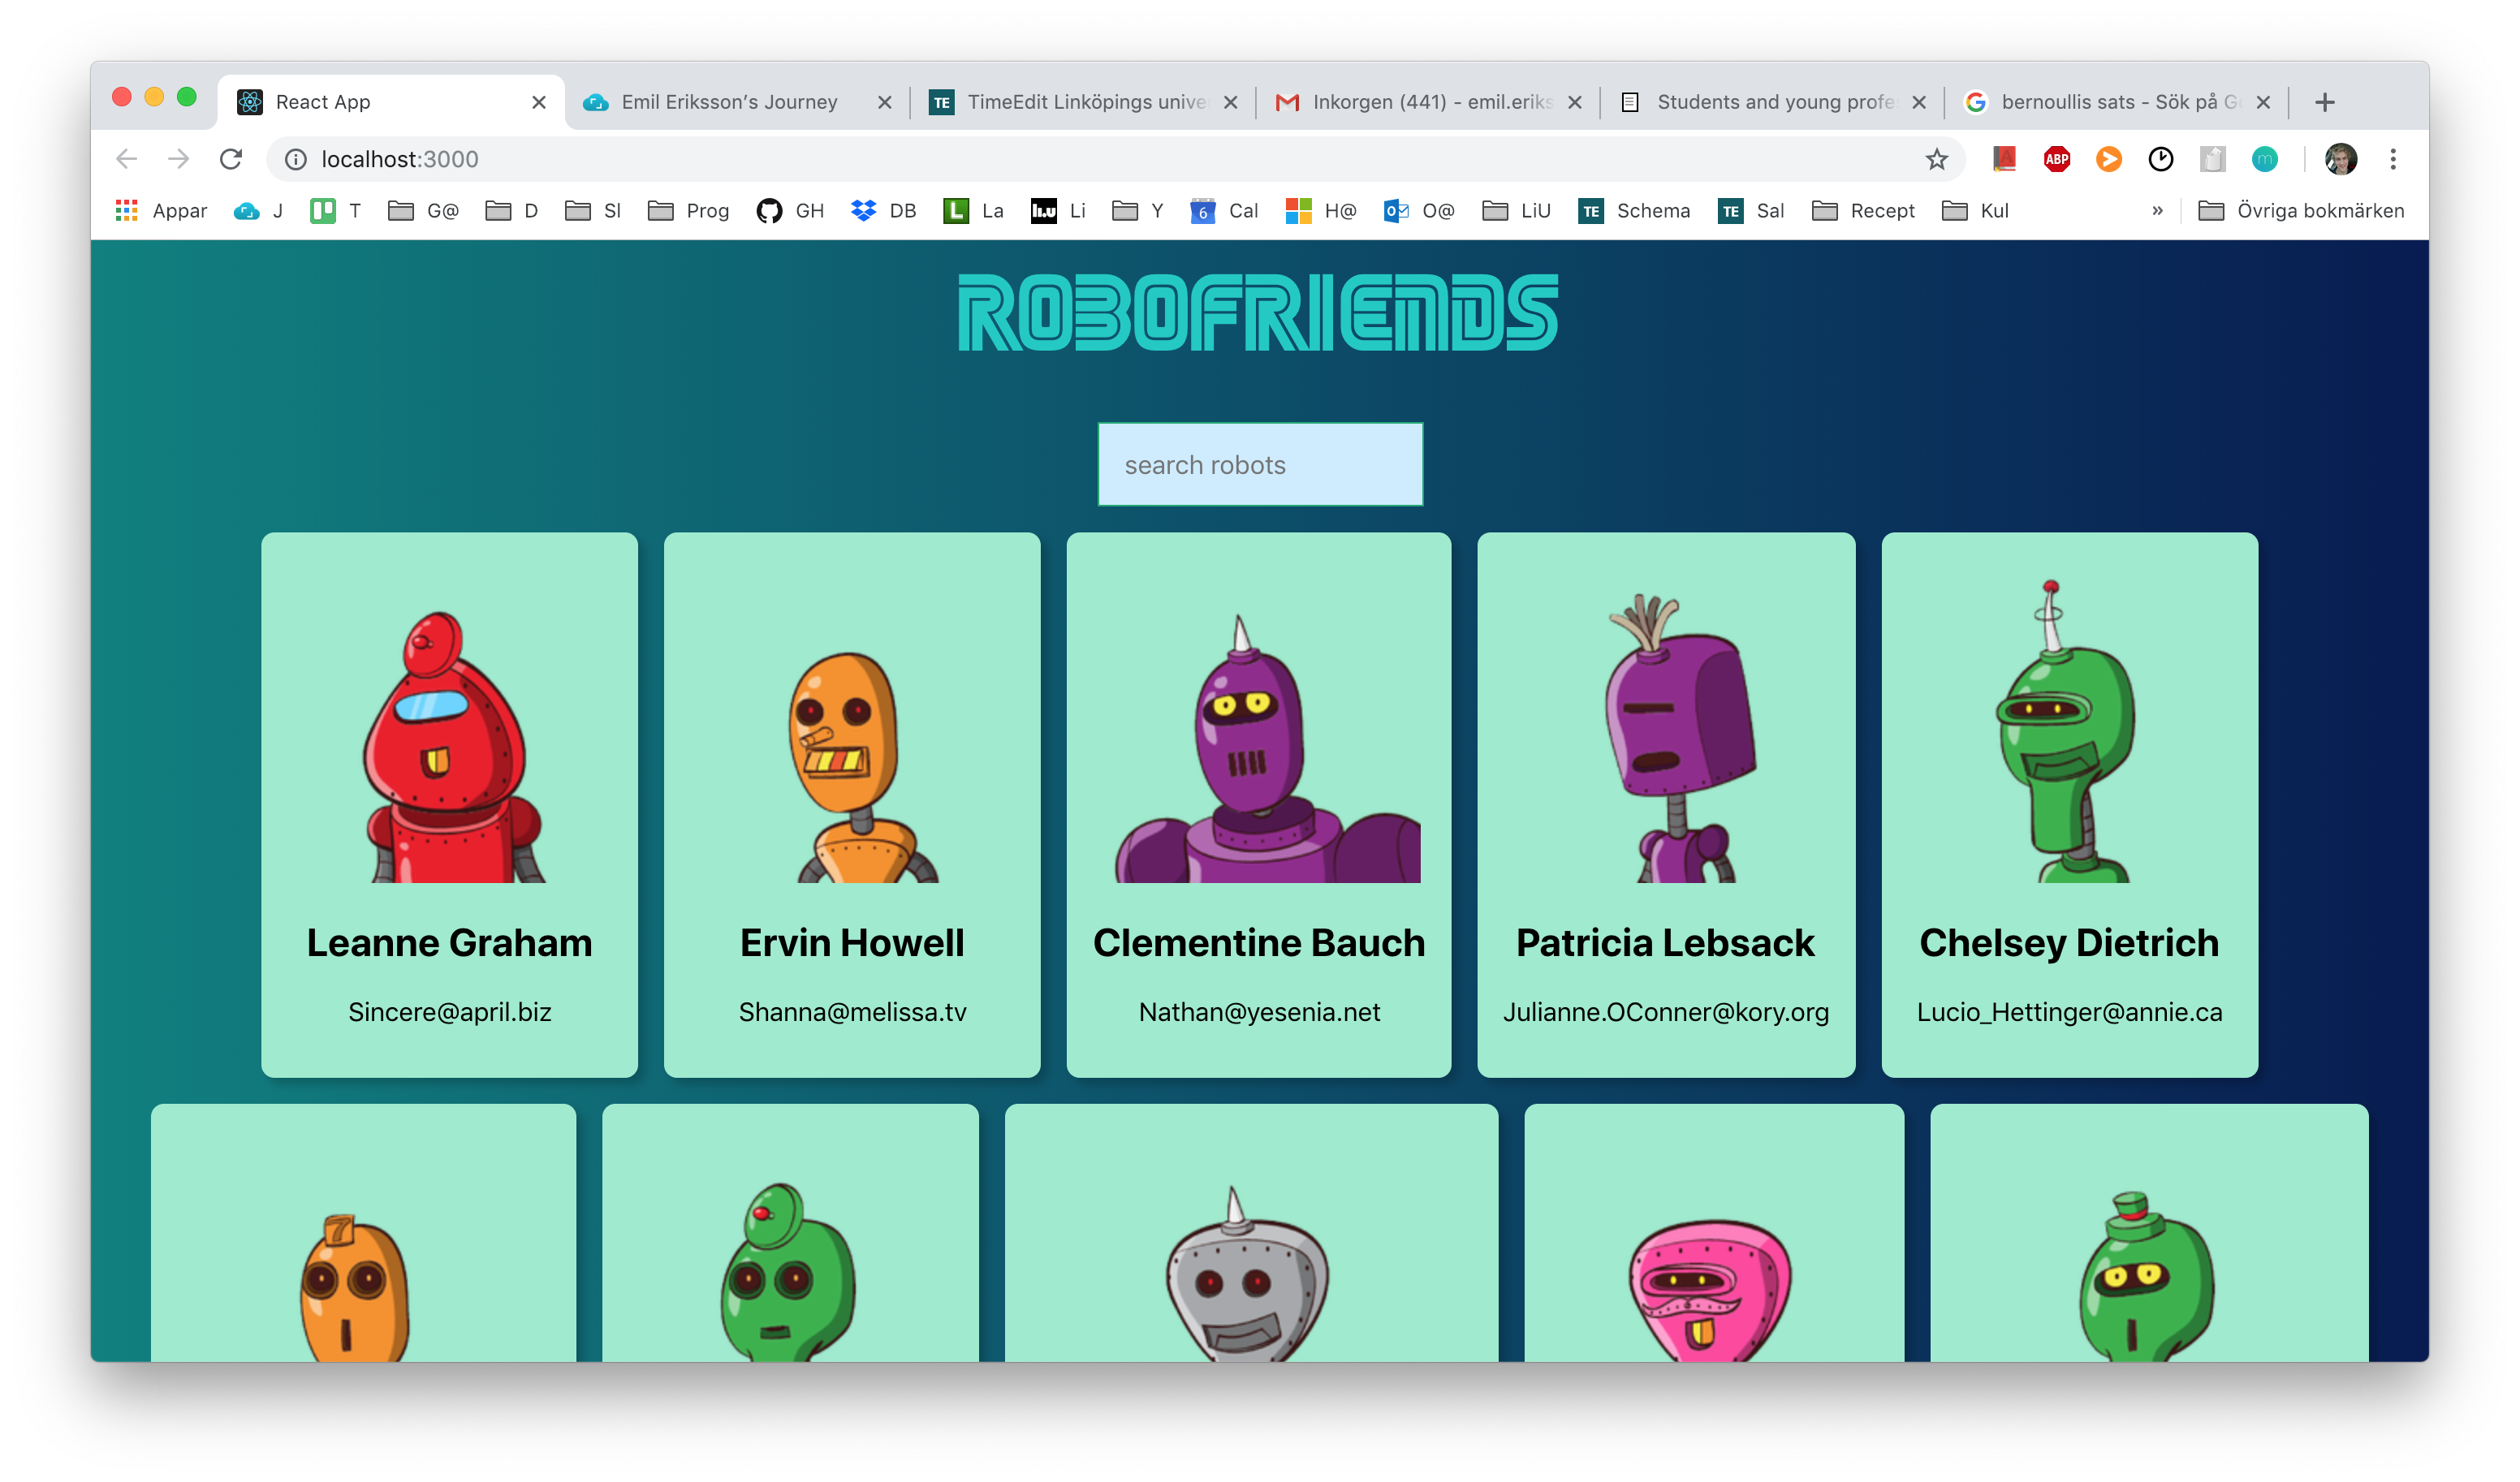 React App Emil Eriksson's Journey TimeEdit Linköpings unive Inkorgen (441) - emil.eriks Students and young profe bernoullis sats - Sök på G
localhost:3000
ABP m
Appar J T G@ D Sl Prog GH DB La Li Y Cal H@ O@ LiU Schema Sal Recept Kul » Övriga bokmärken
ROBOFRIENDS
search robots
Leanne Graham Ervin Howell Clementine Bauch Patricia Lebsack Chelsey Dietrich
Sincere@april.biz Shanna@melissa.tv Nathan@yesenia.net Julianne.OConner@kory.org Lucio_Hettinger@annie.ca
7